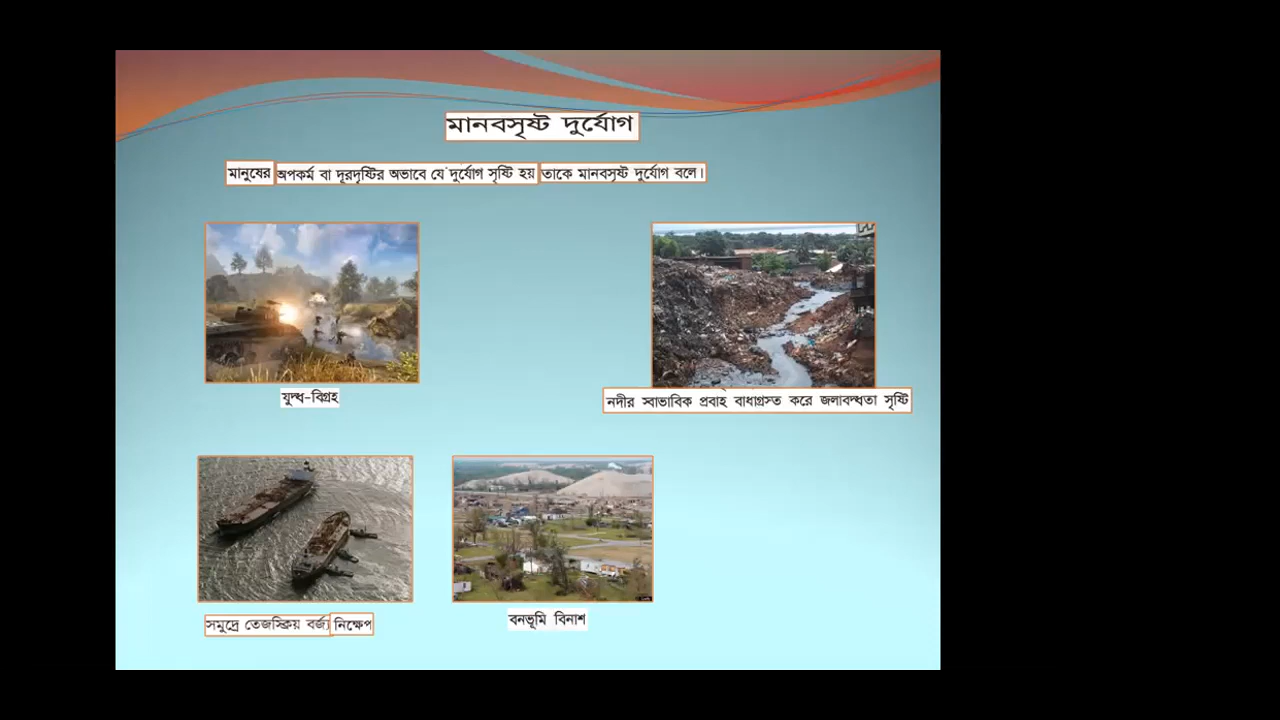 মানবসৃষ্ট দুর্যোগ
মানুষের অপকর্ম বা দূরদৃষ্টির অভাবে যে দুর্যোগ সৃষ্টি হয় তাকে মানবসৃষ্ট দুর্যোগ বলে।
যুদ্ধ-বিগ্রহ
নদীর স্বাভাবিক প্রবাহ বাধাগ্রস্ত করে জলাবদ্ধতা সৃষ্টি
সমুদ্রে তেজস্ক্রিয় বর্জ্য নিক্ষেপ
বনভূমি বিনাশ